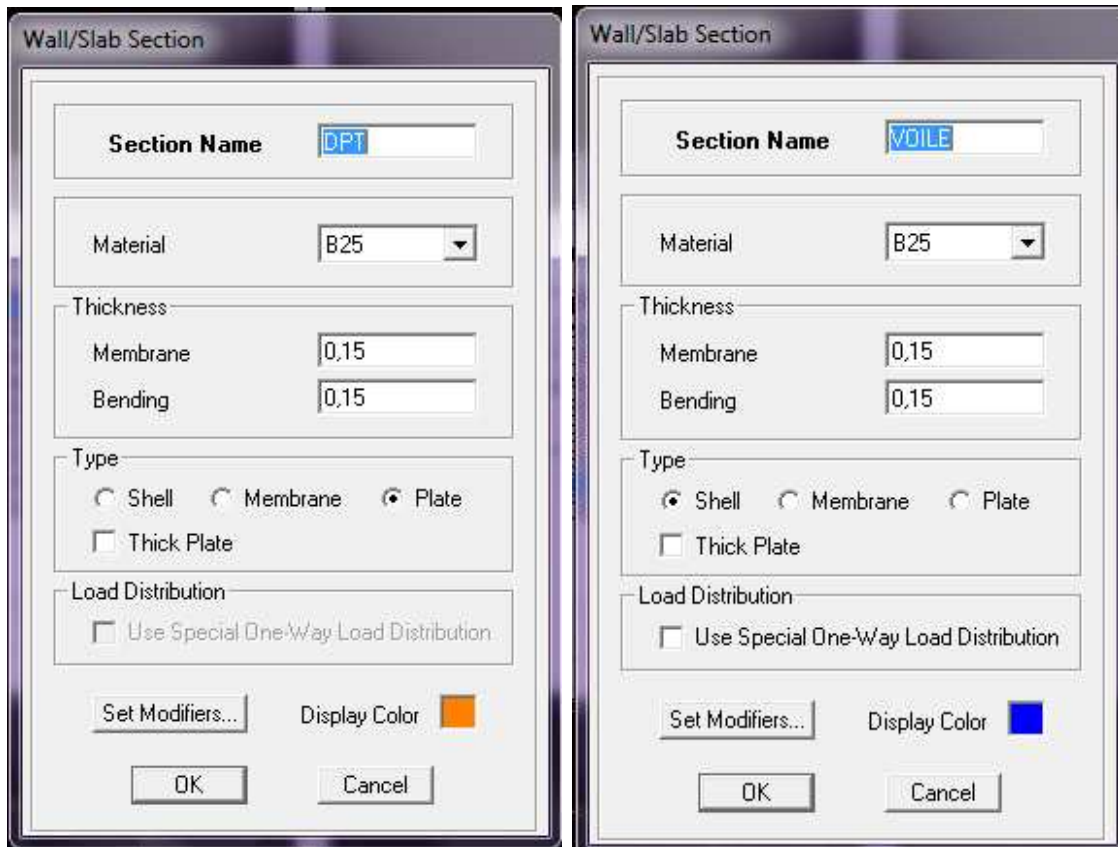 Wall/Slab Section
Section Name DPT
Material B25
Thickness
Membrane 0,15
Bending 0,15
Type
Shell Membrane Plate
Thick Plate
Load Distribution
Use Special One-Way Load Distribution
Set Modifiers... Display Color
OK Cancel
Wall/Slab Section
Section Name VOILE
Material B25
Thickness
Membrane 0,15
Bending 0,15
Type
Shell Membrane Plate
Thick Plate
Load Distribution
Use Special One-Way Load Distribution
Set Modifiers... Display Color
OK Cancel